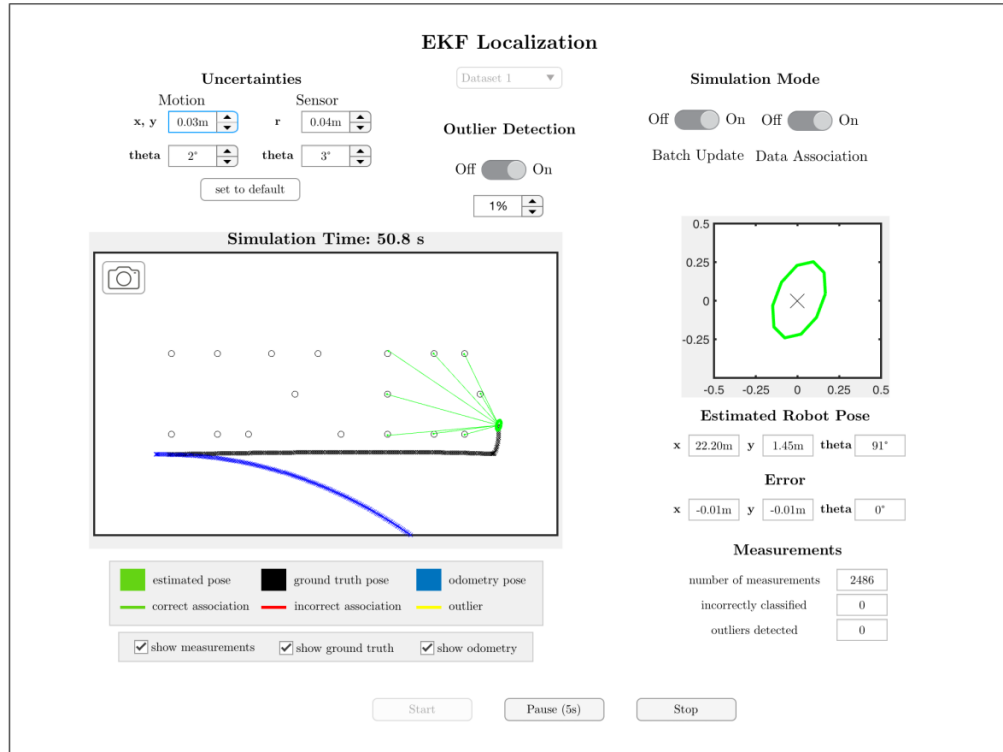 EKF Localization
Uncertainties
Motion Sensor
x, y 0.03m r 0.04m
theta 2° theta 3°
set to default
Dataset 1
Outlier Detection
Off On
1%
Simulation Mode
Off On Off On
Batch Update Data Association
Simulation Time: 50.8 s
0.5
0.25
0
-0.25
-0.5 -0.25 0 0.25 0.5
Estimated Robot Pose
x 22.20m y 1.45m theta 91°
Error
x -0.01m y -0.01m theta 0°
Measurements
number of measurements 2486
incorrectly classified 0
outliers detected 0
estimated pose ground truth pose odometry pose
correct association incorrect association outlier
show measurements show ground truth show odometry
Start Pause (5s) Stop